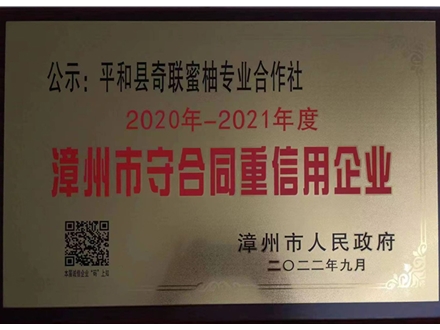 公示：平和县奇联蜜柚专业合作社
2020年-2021年度
漳州市守合同重信用企业
漳州市人民政府
二〇二二年九月